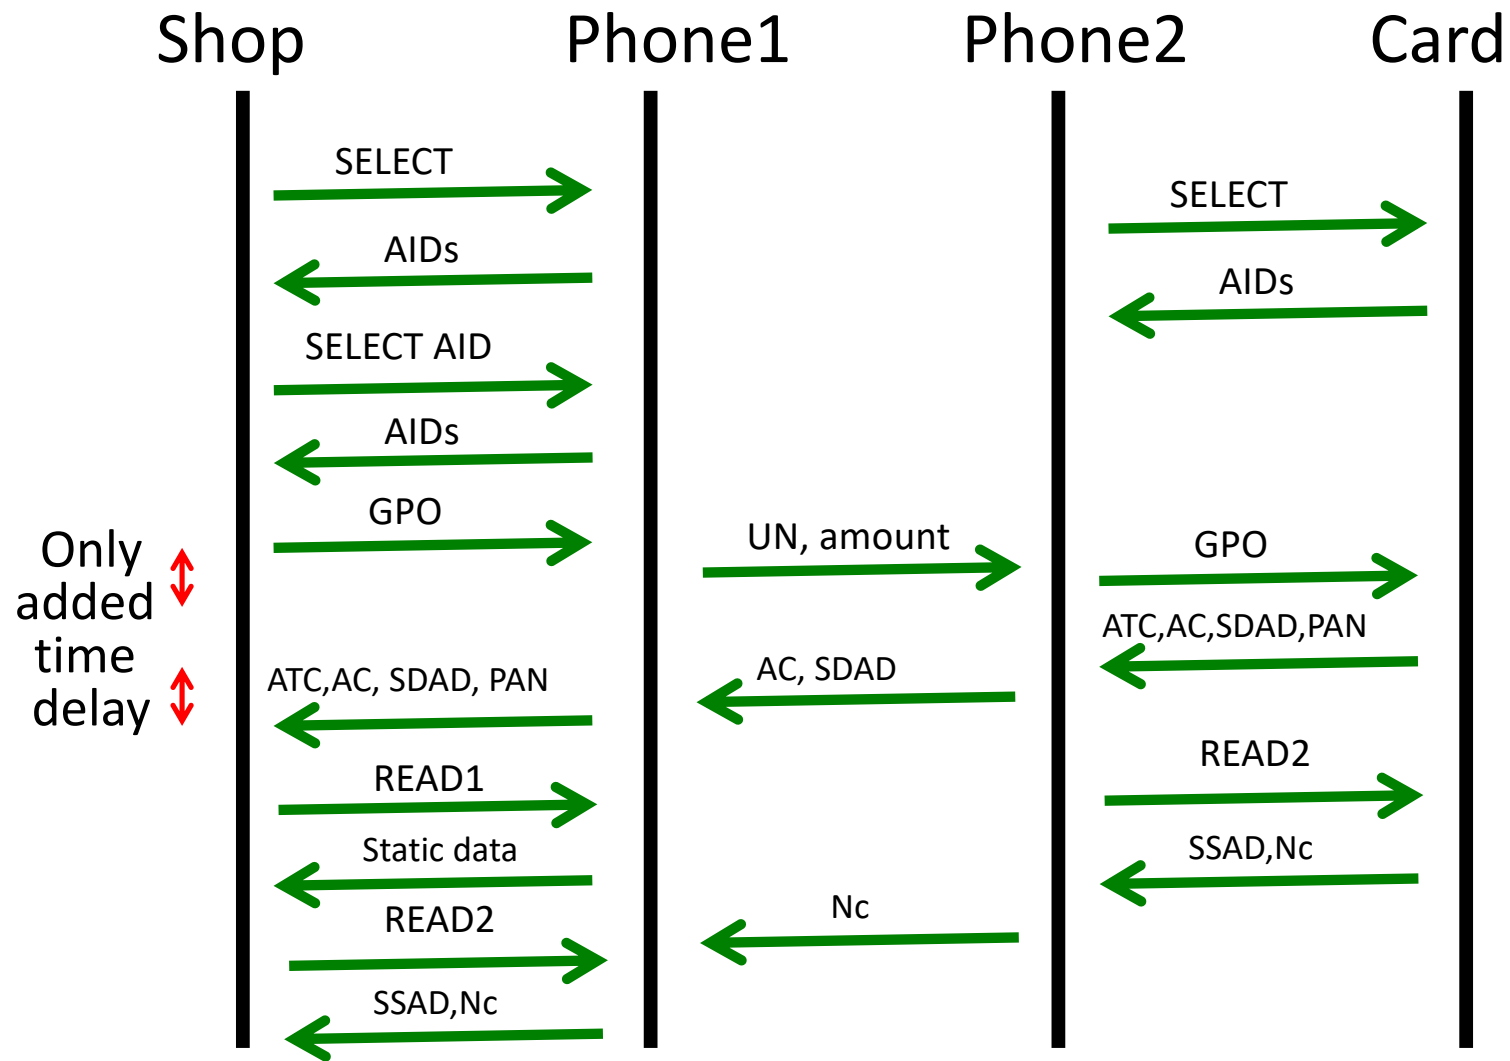 Shop Phone1 Phone2 Card
SELECT
SELECT
AIDs
AIDs
SELECT AID
AIDs
GPO
UN, amount
GPO
Only
added
time
delay
ATC,AC,SDAD,PAN
AC, SDAD
ATC,AC, SDAD, PAN
READ2
READ1
Static data
SSAD,Nc
Nc
READ2
SSAD,Nc